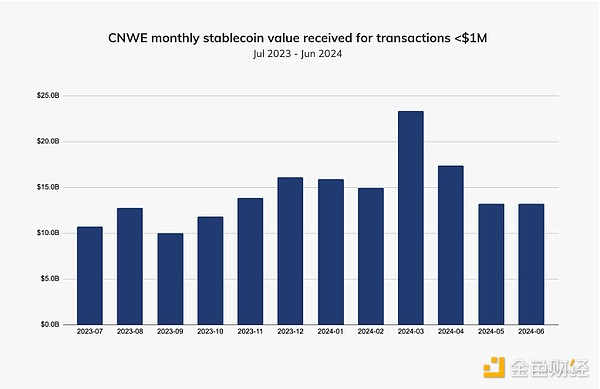 CNWE monthly stablecoin value received for transactions <$1M
Jul 2023 - Jun 2024
$25.0B
$20.0B
$15.0B
$10.0B
$5.0B
$0.0B
2023-07 2023-08 2023-09 2023-10 2023-11 2023-12 2024-01 2024-02 2024-03 2024-04 2024-05 2024-06
金色财经